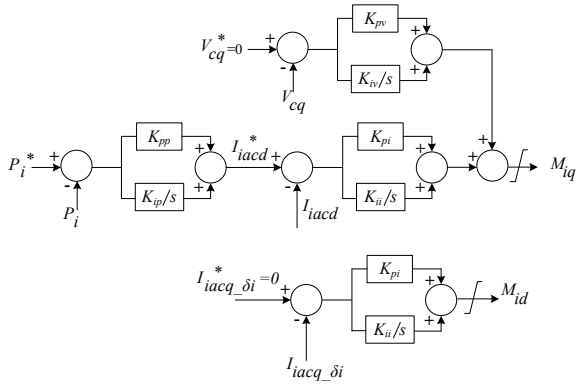 K_pv
V_cq^*=0 + - + +
K_iv/s
V_cq
K_pp I_iacd^* K_pi
P_i^* + - + + + - + + + + M_iq
K_ip/s K_ii/s
P_i I_iacd
I_iacq_δi^*=0 K_pi
+ - + + M_id
K_ii/s
I_iacq_δi